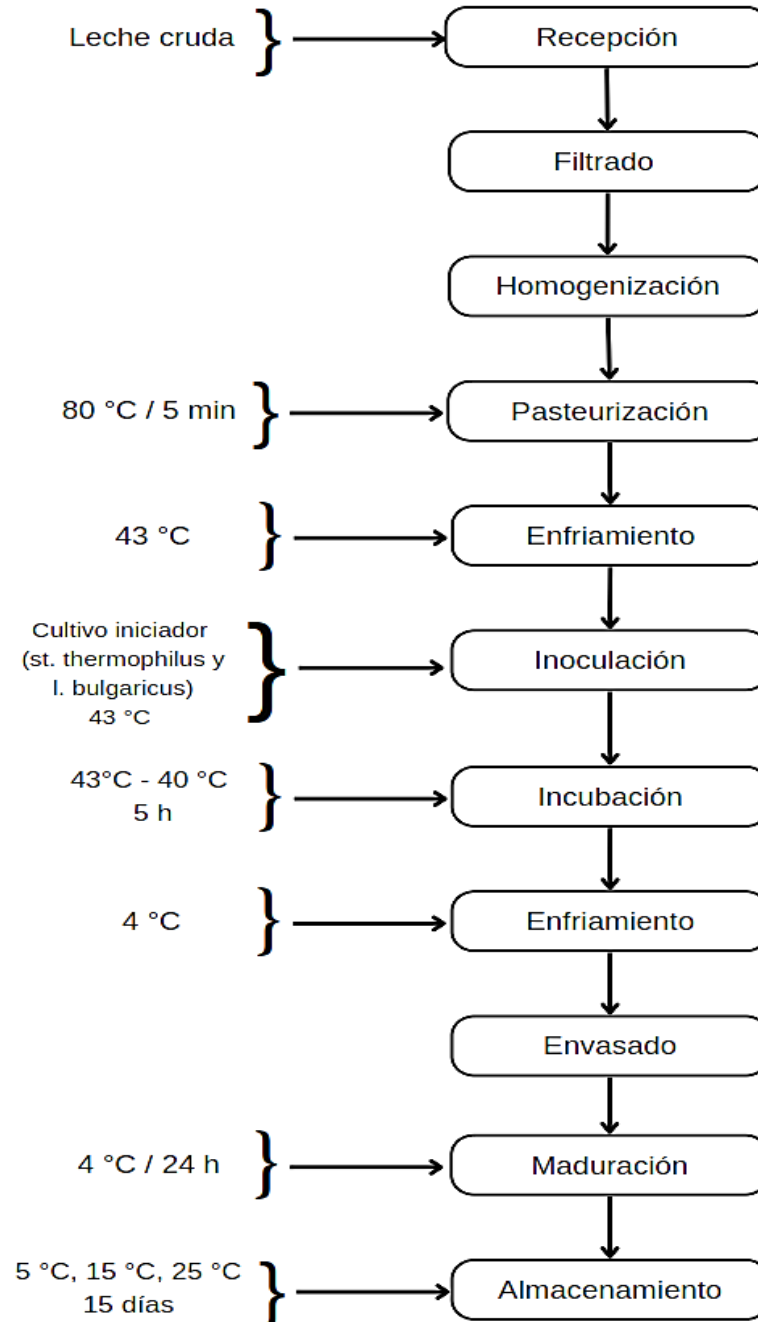 Leche cruda
Recepción
Filtrado
Homogenización
80 °C / 5 min
Pasteurización
43 °C
Enfriamiento
Cultivo iniciador
(st. thermophilus y
l. bulgaricus)
43 °C
Inoculación
43°C - 40 °C
5 h
Incubación
4 °C
Enfriamiento
Envasado
4 °C / 24 h
Maduración
5 °C, 15 °C, 25 °C
15 días
Almacenamiento